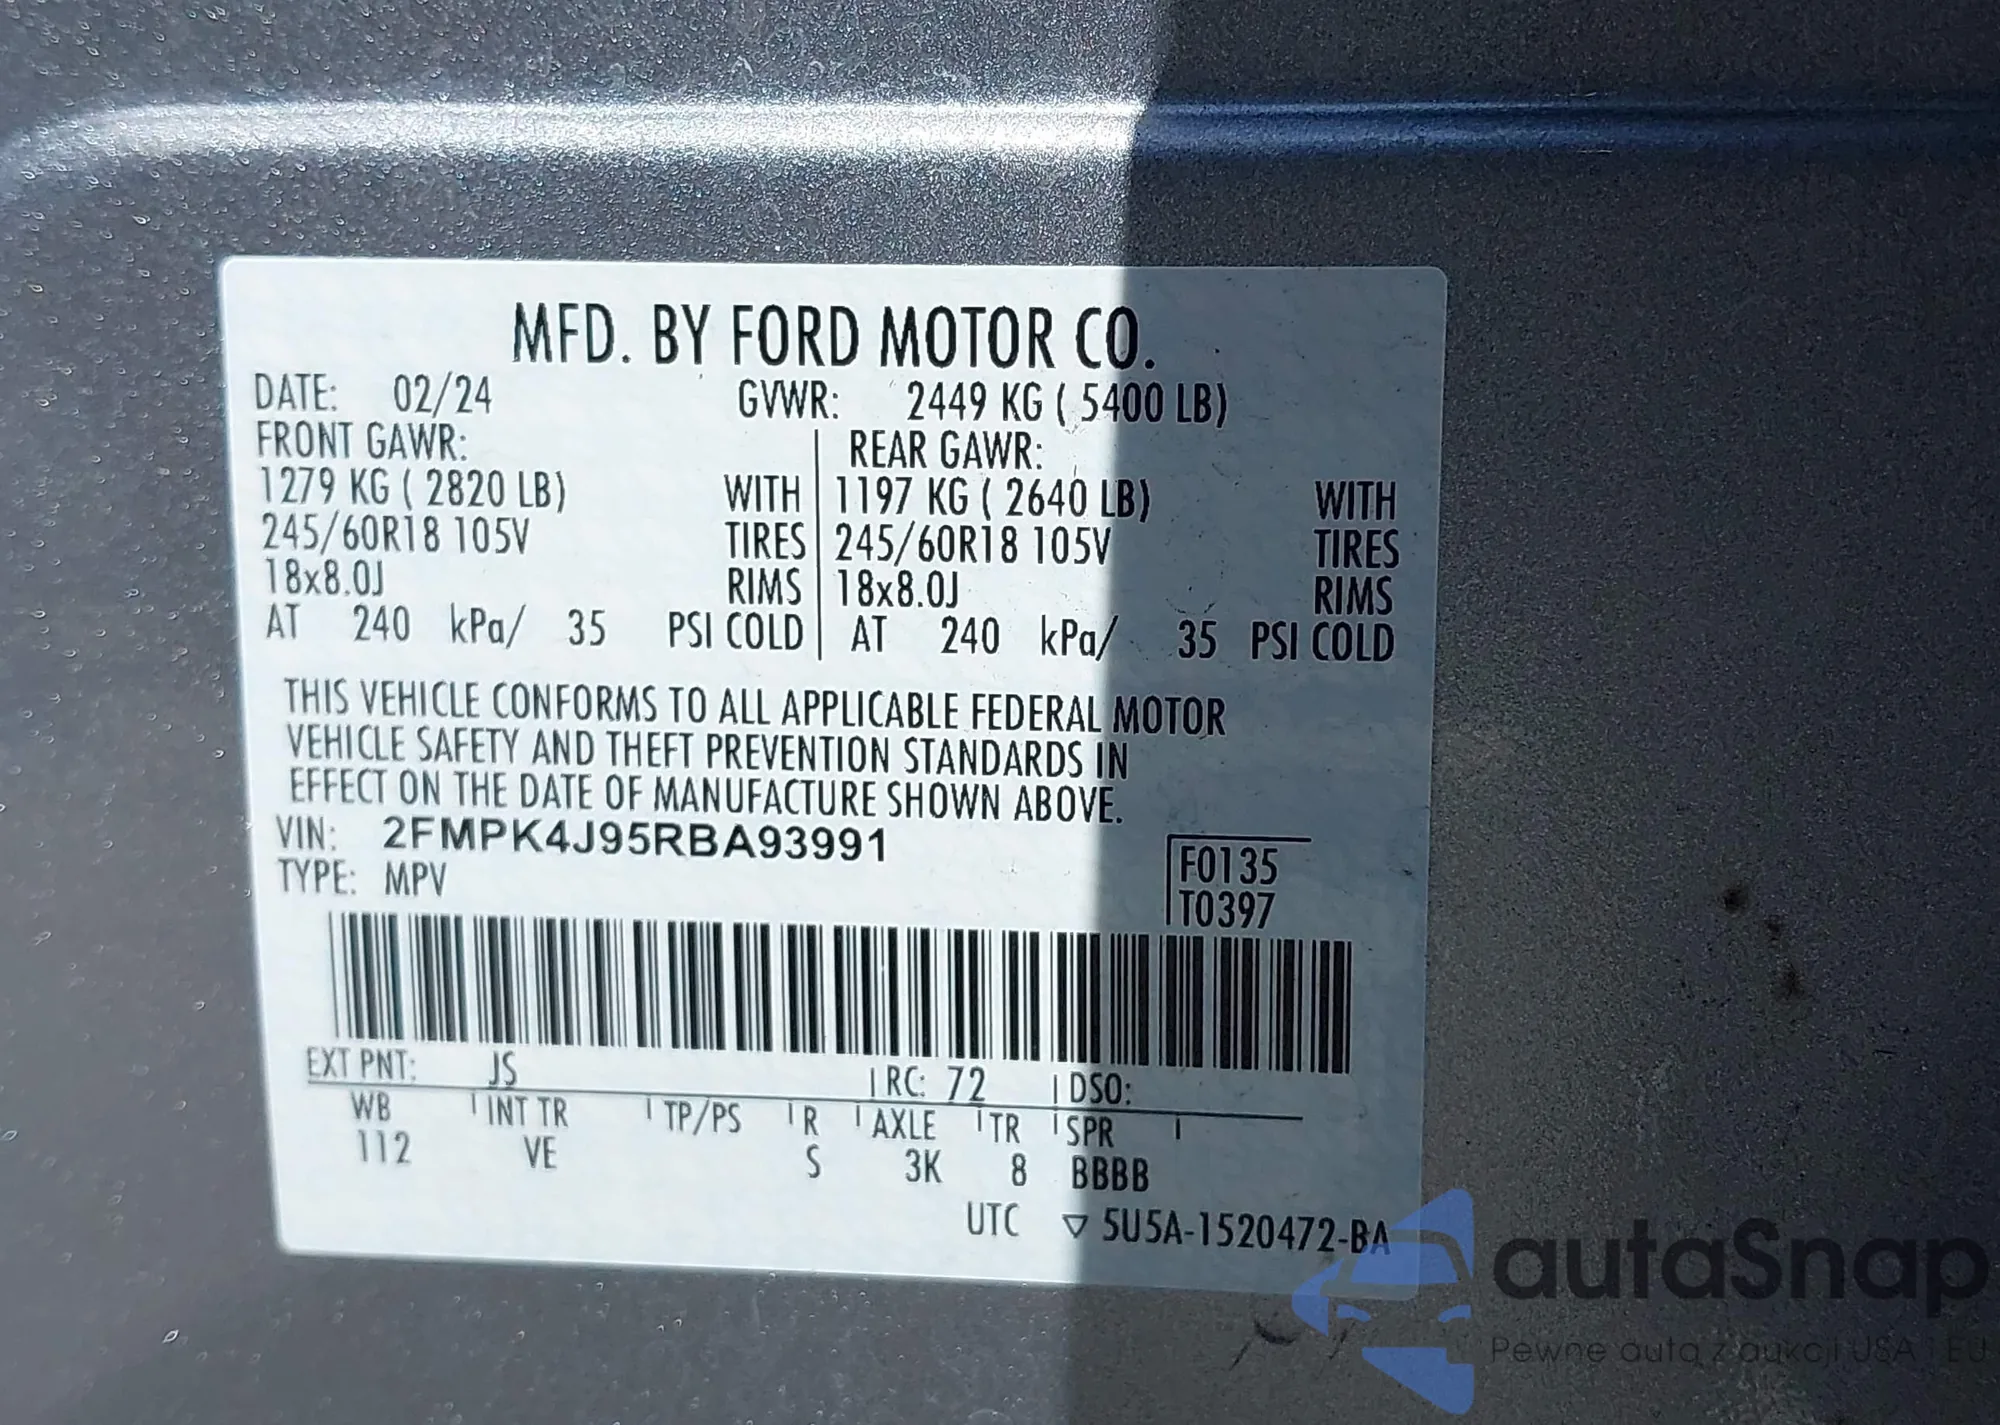 MFD. BY FORD MOTOR CO.
DATE: 02/24 GVWR: 2449 KG ( 5400 LB)
FRONT GAWR: REAR GAWR:
1279 KG ( 2820 LB) WITH 1197 KG ( 2640 LB) WITH
245/60R18 105V TIRES 245/60R18 105V TIRES
18x8.0J RIMS 18x8.0J RIMS
AT 240 kPa/ 35 PSI COLD AT 240 kPa/ 35 PSI COLD
THIS VEHICLE CONFORMS TO ALL APPLICABLE FEDERAL MOTOR
VEHICLE SAFETY AND THEFT PREVENTION STANDARDS IN
EFFECT ON THE DATE OF MANUFACTURE SHOWN ABOVE.
VIN: 2FMPK4J95RBA93991
TYPE: MPV
F0135
T0397
EXT PNT: JS RC: 72 DSO:
WB INT TR TP/PS R AXLE TR SPR
112 VE S 3K 8 BBBB
UTC ▽ 5U5A-1520472-BA
autaSnap
Pewne auta z aukcji USA i EU